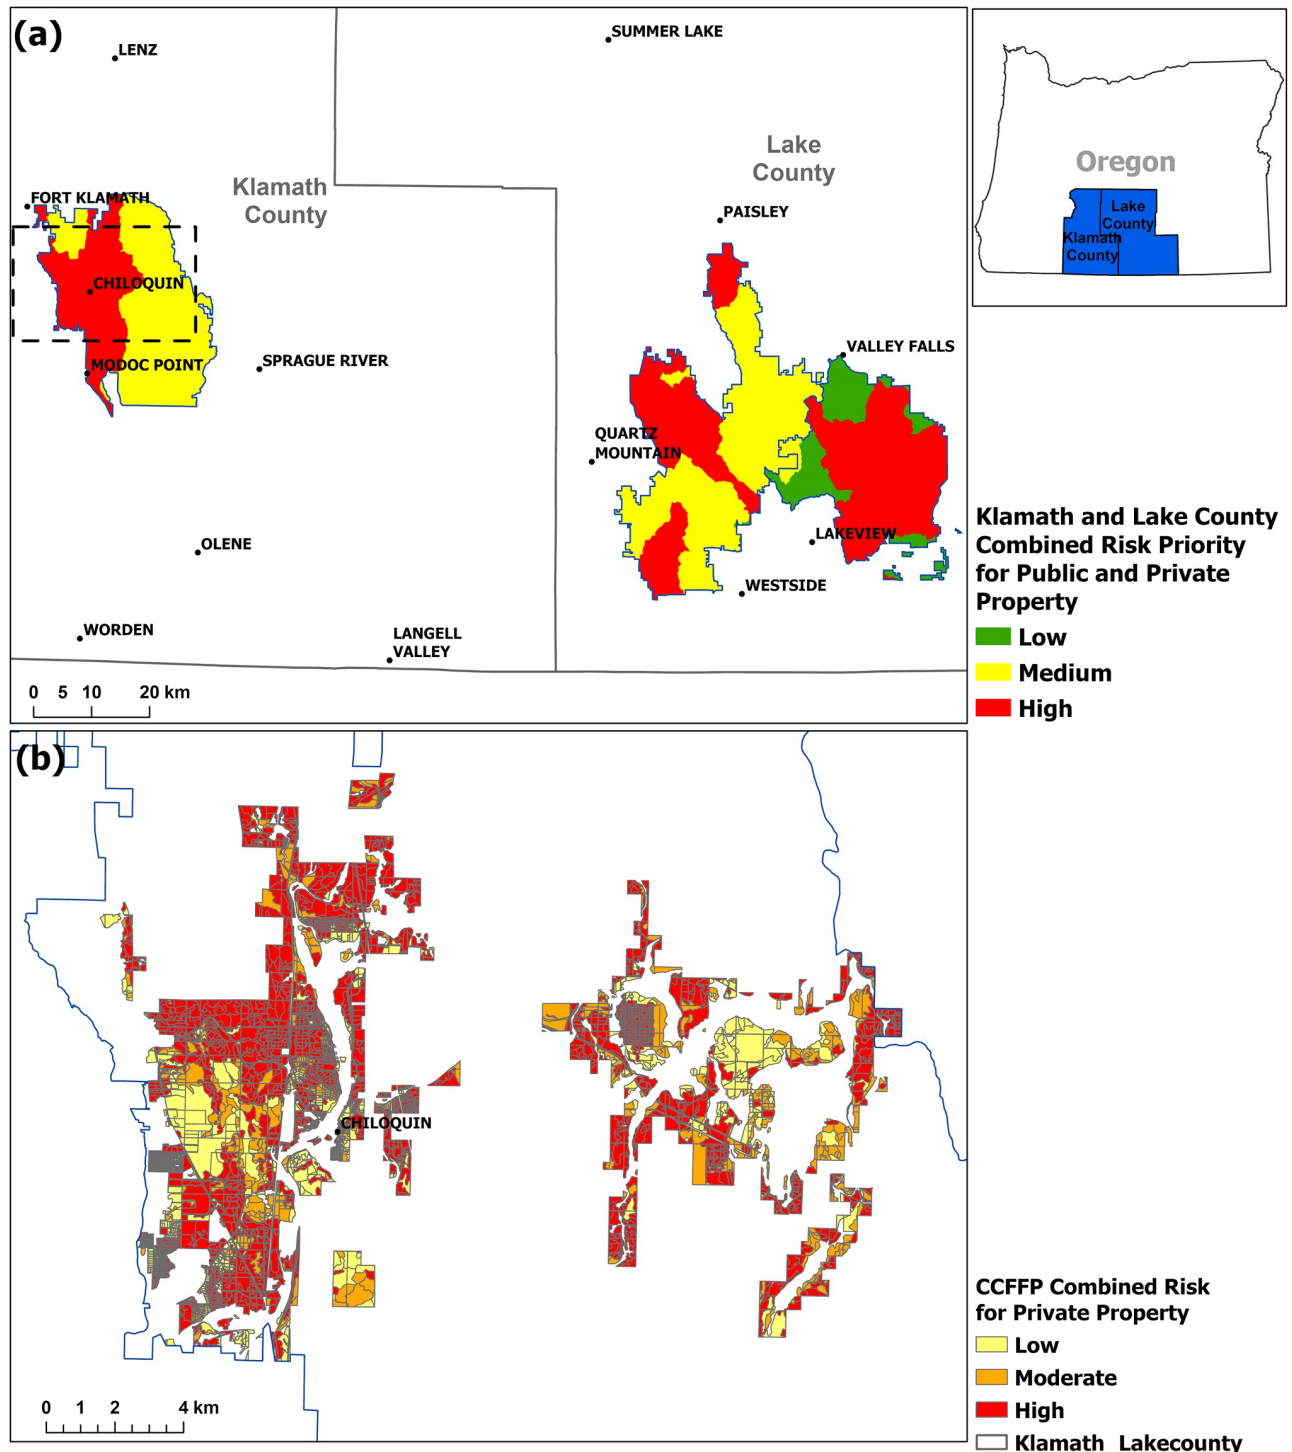 (a)
LENZ
SUMMER LAKE
Lake
County
Klamath
County
FORT KLAMATH
PAISLEY
CHILOQUIN
VALLEY FALLS
MODOC POINT
SPRAGUE RIVER
QUARTZ
MOUNTAIN
LAKEVIEW
OLENE
WESTSIDE
WORDEN
LANGELL
VALLEY
0 5 10 20 km
Oregon
Lake
County
Klamath
County
Klamath and Lake County
Combined Risk Priority
for Public and Private
Property
Low
Medium
High
(b)
CHILOQUIN
0 1 2 4 km
CCFFP Combined Risk
for Private Property
Low
Moderate
High
Klamath_Lakecounty